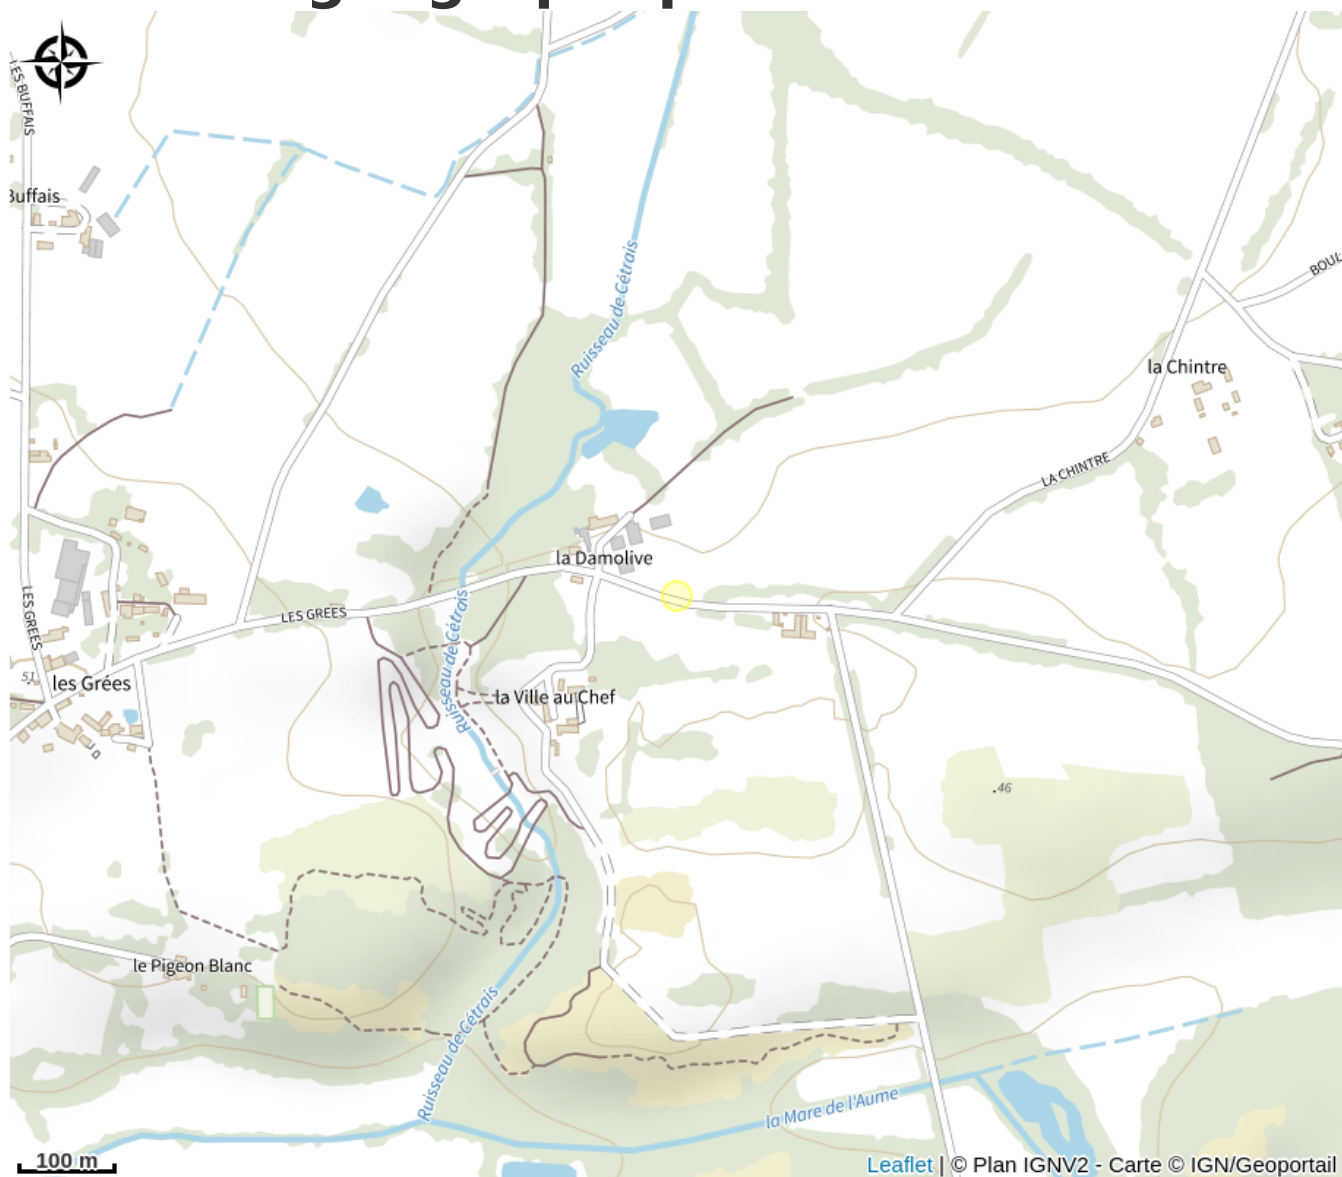 LES BUFFAIS
Buffais
Ruisseau de Cétrais
BOUL
la Chintre
LA CHINTRE
la Damolive
LES GREES
LES GREES
Ruisseau de Cétrais
51
les Grées
la Ville au Chef
46
le Pigeon Blanc
Ruisseau de Cétrais
la Mare de l'Aume
100 m
Leaflet | © Plan IGNV2 - Carte © IGN/Geoportail